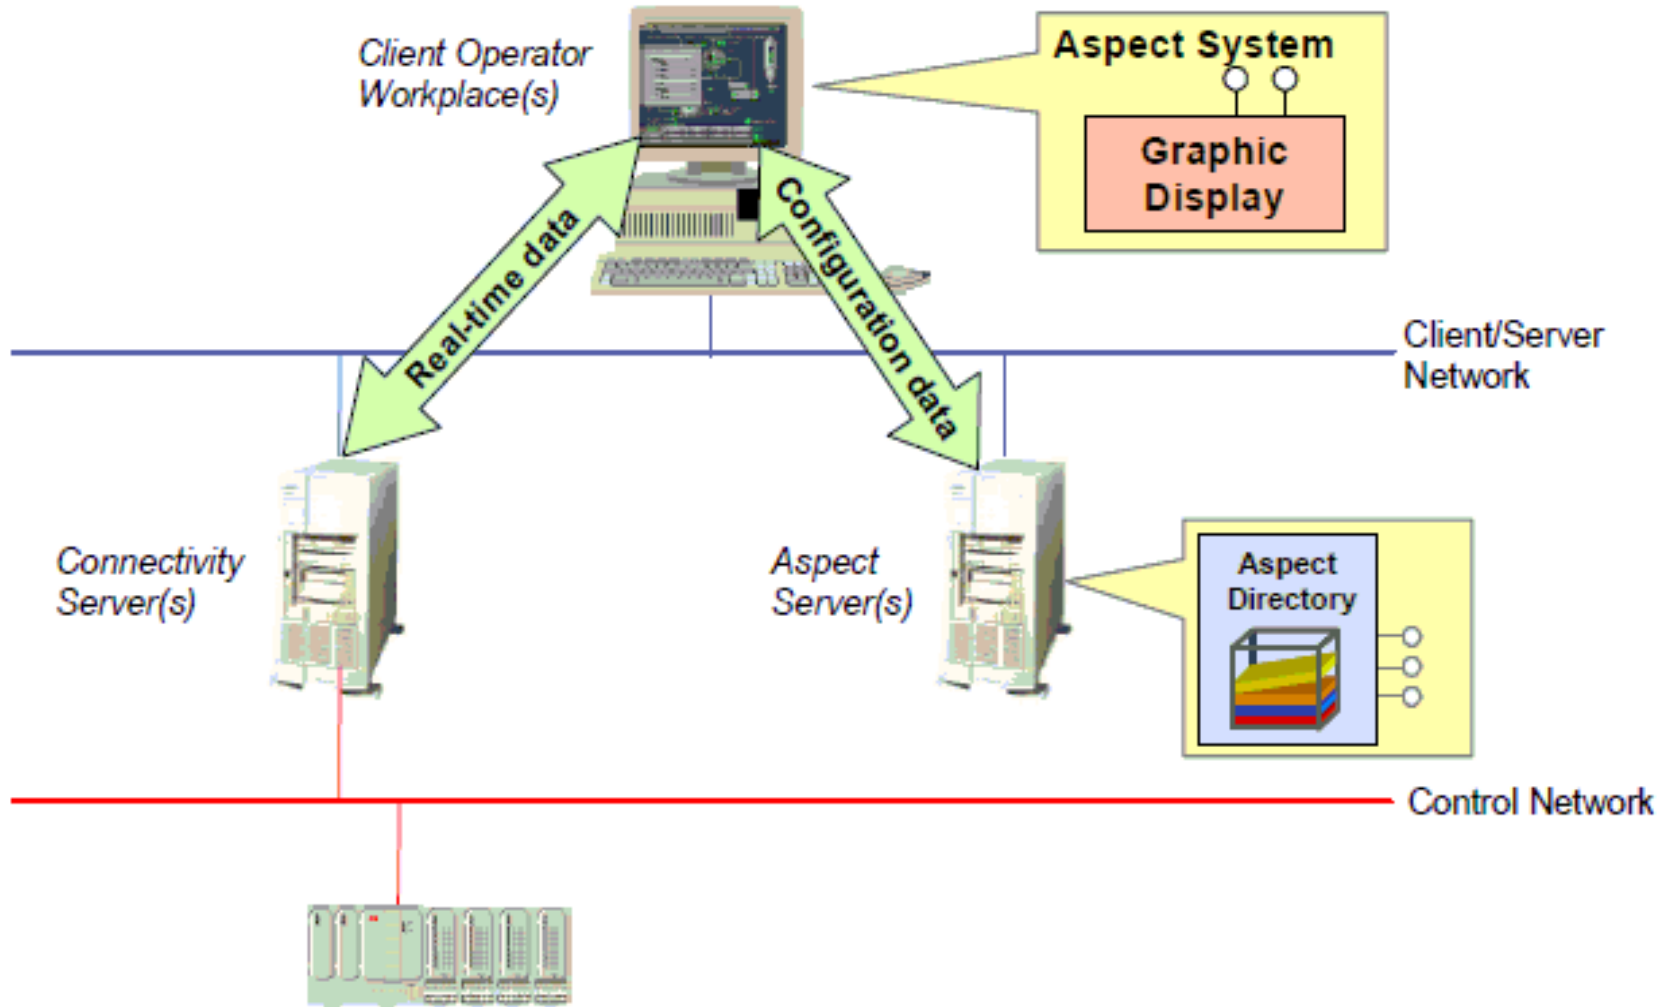 Client Operator
Workplace(s)
Aspect System
Graphic
Display
Real-time data
Configuration data
Client/Server
Network
Connectivity
Server(s)
Aspect
Server(s)
Aspect
Directory
Control Network